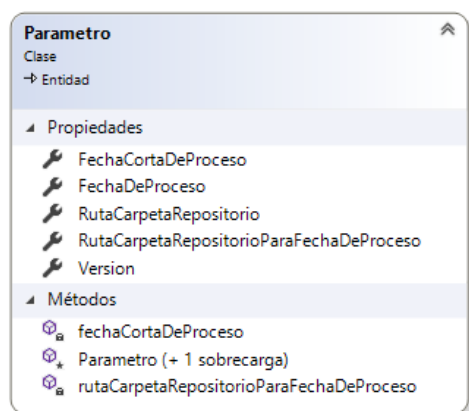 Parametro
Clase
Entidad
Propiedades
FechaCortaDeProceso
FechaDeProceso
RutaCarpetaRepositorio
RutaCarpetaRepositorioParaFechaDeProceso
Version
Métodos
fechaCortaDeProceso
Parametro (+ 1 sobrecarga)
rutaCarpetaRepositorioParaFechaDeProceso